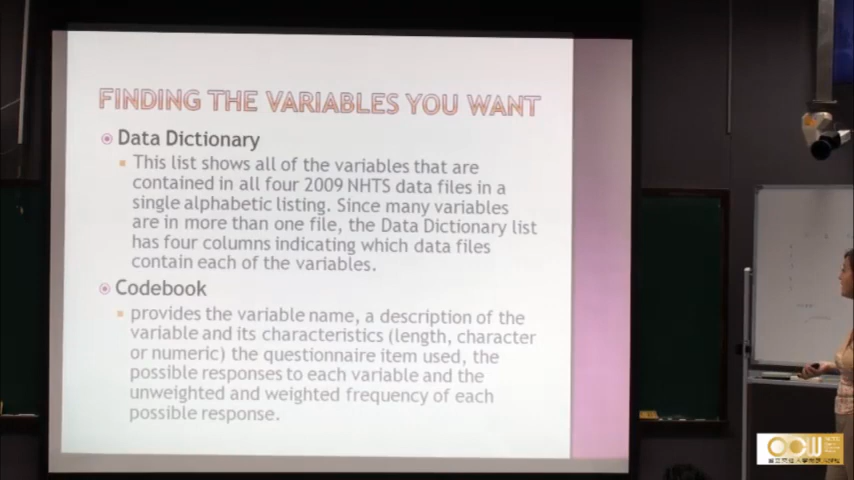 FINDING THE VARIABLES YOU WANT
Data Dictionary
This list shows all of the variables that are
contained in all four 2009 NHTS data files in a
single alphabetic listing. Since many variables
are in more than one file, the Data Dictionary list
has four columns indicating which data files
contain each of the variables.
Codebook
provides the variable name, a description of the
variable and its characteristics (length, character
or numeric) the questionnaire item used, the
possible responses to each variable and the
unweighted and weighted frequency of each
possible response.
OCW